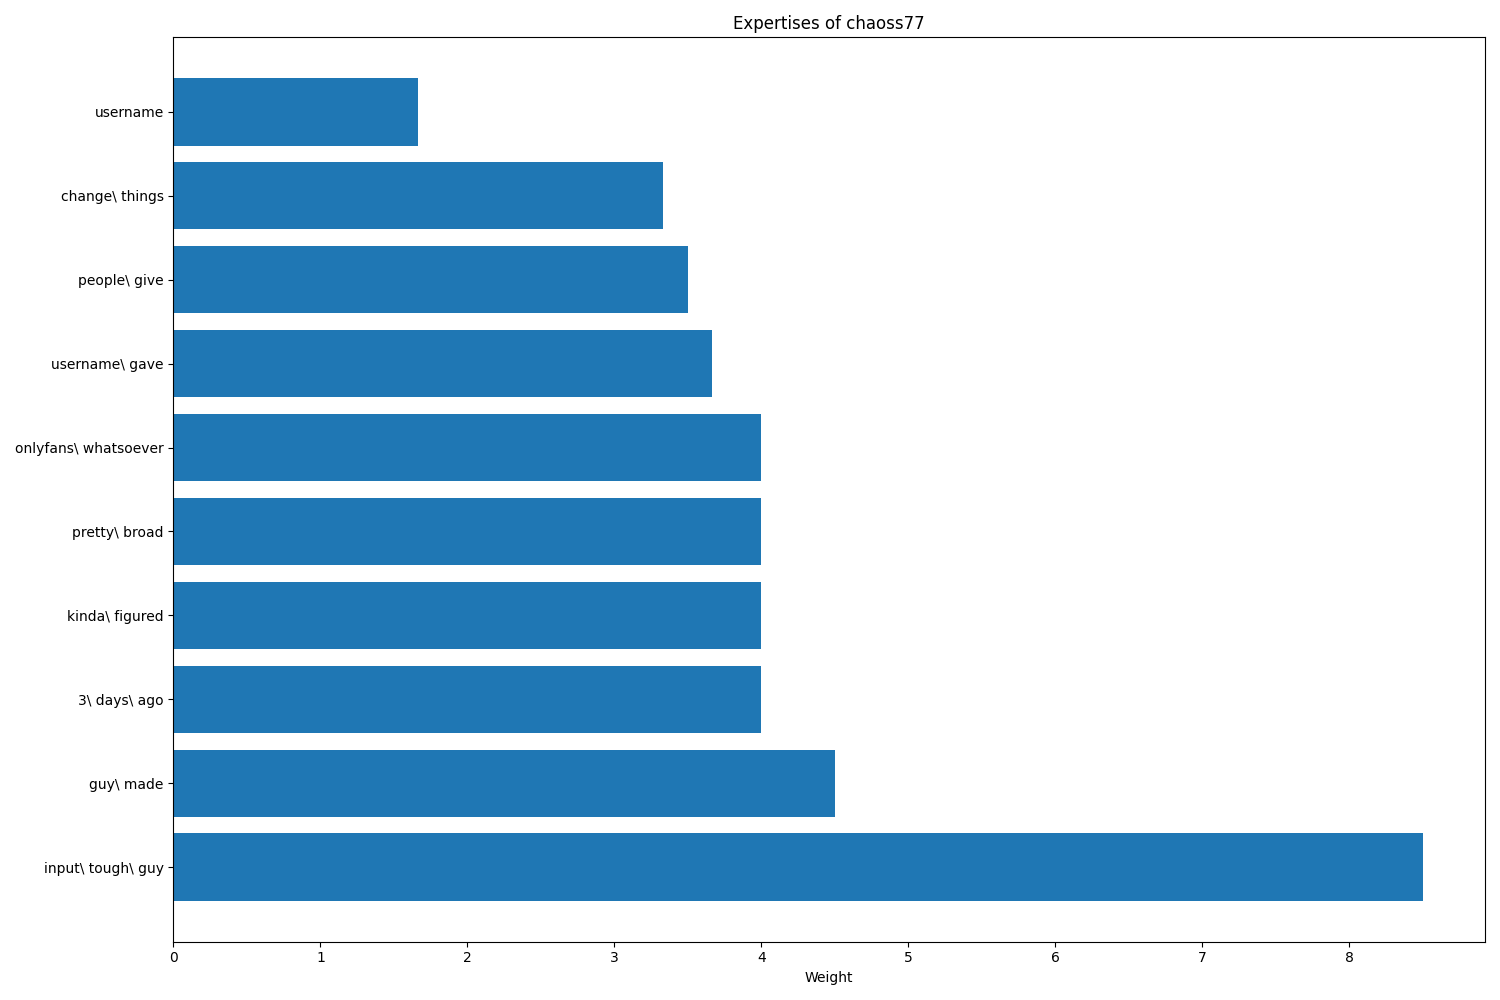 Expertises of chaoss77
username
change\ things
people\ give
username\ gave
onlyfans\ whatsoever
pretty\ broad
kinda\ figured
3\ days\ ago
guy\ made
input\ tough\ guy
0 1 2 3 4 5 6 7 8
Weight